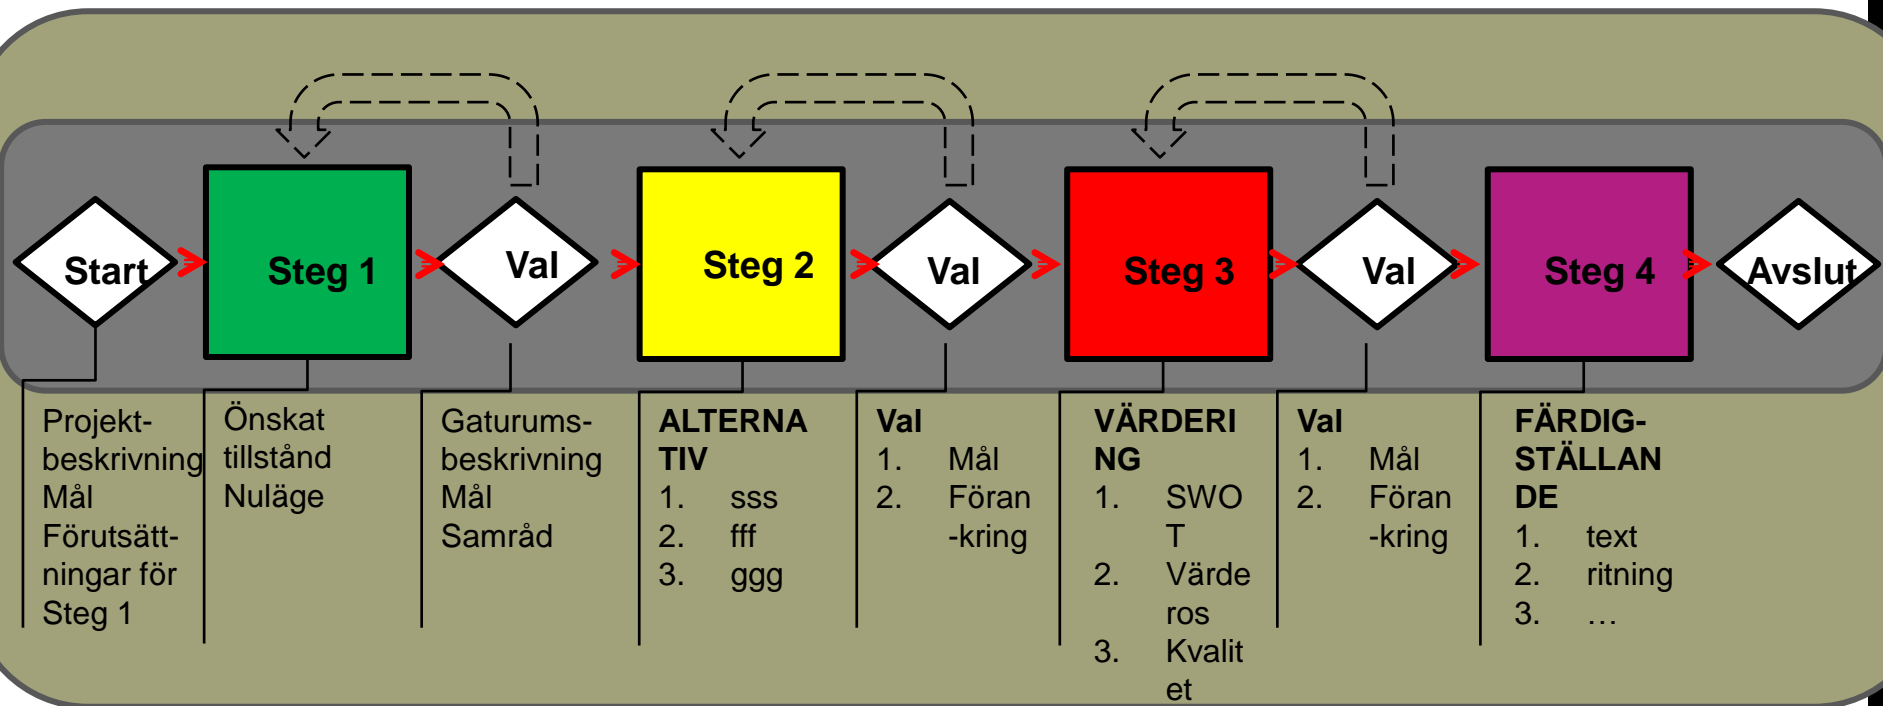 Start
Steg 1
Val
Steg 2
Val
Steg 3
Val
Steg 4
Avslut
Projekt-
beskrivning
Mål
Förutsätt-
ningar för
Steg 1
Önskat
tillstånd
Nuläge
Gaturums-
beskrivning
Mål
Samråd
ALTERNA
TIV
1. sss
2. fff
3. ggg
Val
1. Mål
2. Föran
-kring
VÄRDERI
NG
1. SWO
T
2. Värde
ros
3. Kvalit
et
Val
1. Mål
2. Föran
-kring
FÄRDIG-
STÄLLAN
DE
1. text
2. ritning
3. …